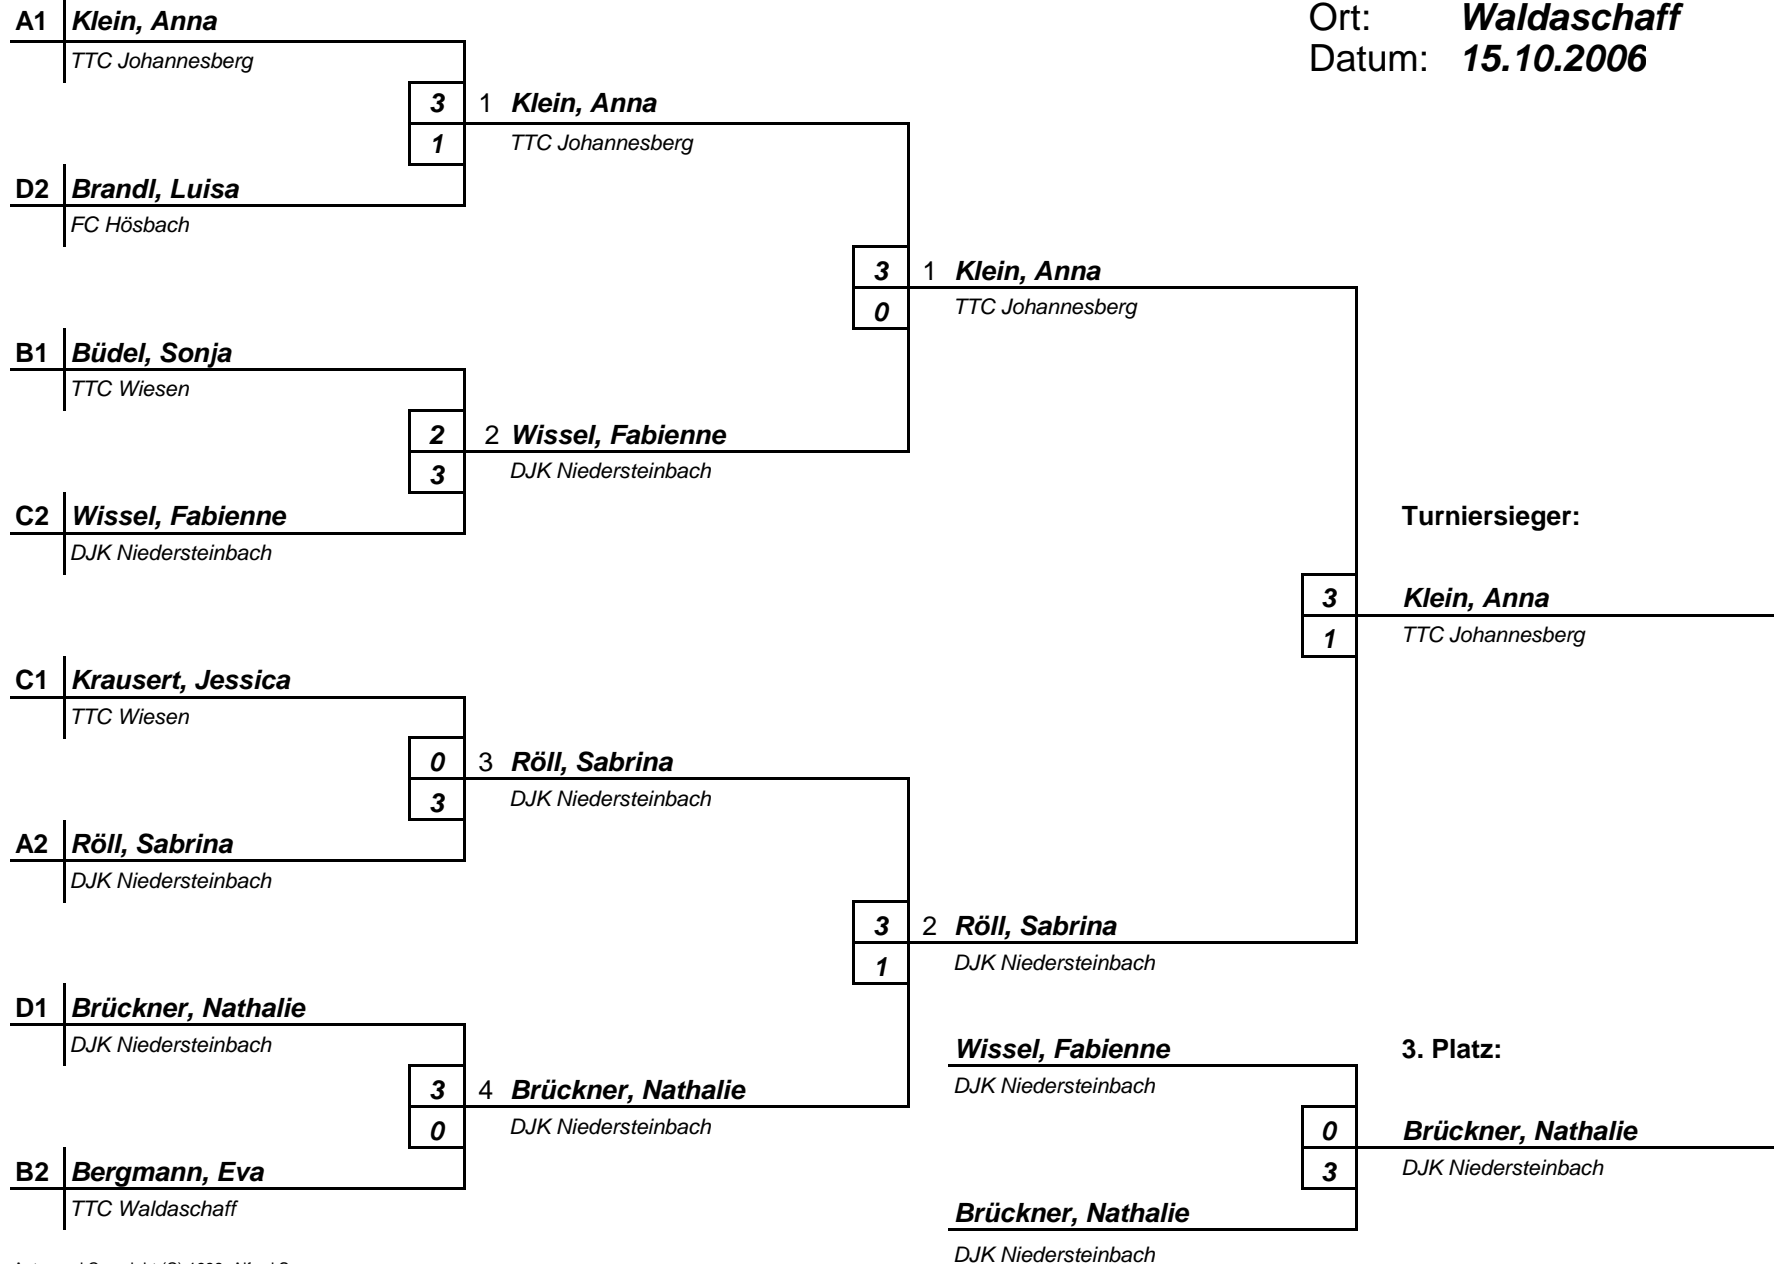 Ort: Waldaschaff
Datum: 15.10.2006
A1 Klein, Anna
TTC Johannesberg
3 1 Klein, Anna
1 TTC Johannesberg
D2 Brandl, Luisa
FC Hösbach
3 1 Klein, Anna
0 TTC Johannesberg
B1 Büdel, Sonja
TTC Wiesen
2 2 Wissel, Fabienne
3 DJK Niedersteinbach
C2 Wissel, Fabienne
DJK Niedersteinbach
Turniersieger:
3 Klein, Anna
1 TTC Johannesberg
C1 Krausert, Jessica
TTC Wiesen
0 3 Röll, Sabrina
3 DJK Niedersteinbach
A2 Röll, Sabrina
DJK Niedersteinbach
3 2 Röll, Sabrina
1 DJK Niedersteinbach
D1 Brückner, Nathalie
DJK Niedersteinbach
Wissel, Fabienne 3. Platz:
DJK Niedersteinbach
3 4 Brückner, Nathalie
0 DJK Niedersteinbach
0 Brückner, Nathalie
3 DJK Niedersteinbach
B2 Bergmann, Eva
TTC Waldaschaff
Brückner, Nathalie
DJK Niedersteinbach